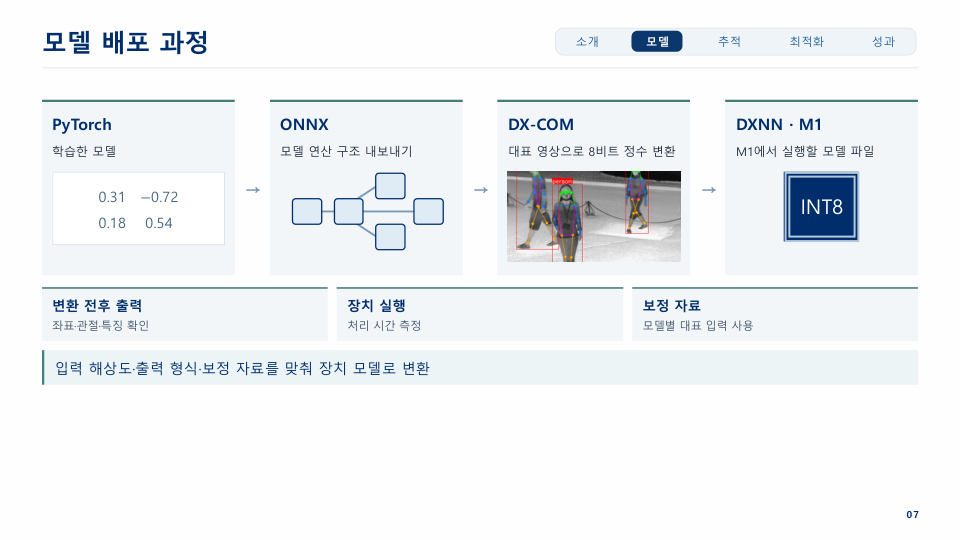 모델 배포 과정
소개 모델 추적 최적화 성과
PyTorch
학습한 모델
0.31 −0.72
0.18 0.54
→
ONNX
모델 연산 구조 내보내기
→
DX-COM
대표 영상으로 8비트 정수 변환
person
→
DXNN · M1
M1에서 실행할 모델 파일
INT8
변환 전후 출력
좌표·관절·특징 확인
장치 실행
처리 시간 측정
보정 자료
모델별 대표 입력 사용
입력 해상도·출력 형식·보정 자료를 맞춰 장치 모델로 변환
07